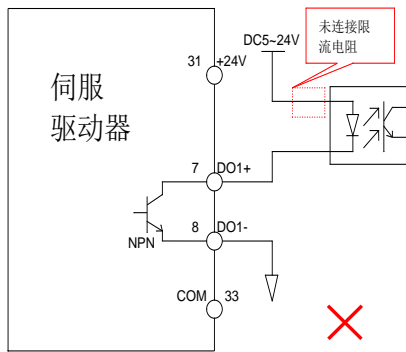 未连接限
流电阻
DC5~24V
31 +24V
伺服
驱动器
7 DO1+
8 DO1-
NPN
COM 33